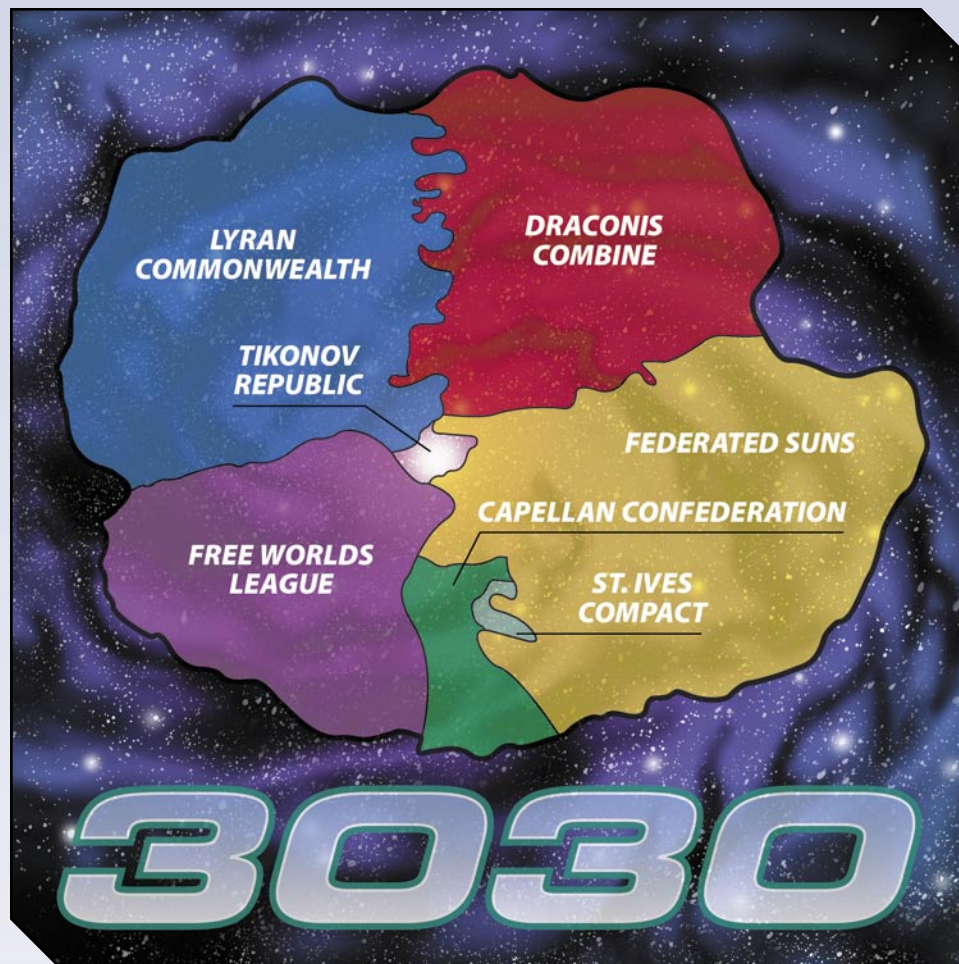 LYRAN
COMMONWEALTH
DRACONIS
COMBINE
TIKONOV
REPUBLIC
FEDERATED SUNS
CAPELLAN CONFEDERATION
FREE WORLDS
LEAGUE
ST. IVES
COMPACT
3030